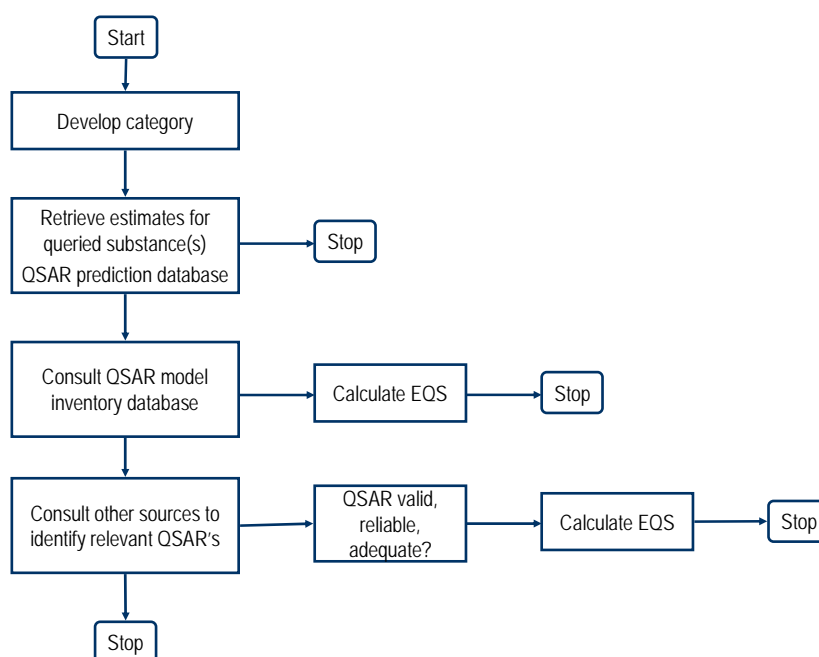 Start
Develop category
Retrieve estimates for
queried substance(s)
QSAR prediction database
Stop
Consult QSAR model
inventory database
Calculate EQS
Stop
Consult other sources to
identify relevant QSAR's
QSAR valid,
reliable,
adequate?
Calculate EQS
Stop
Stop